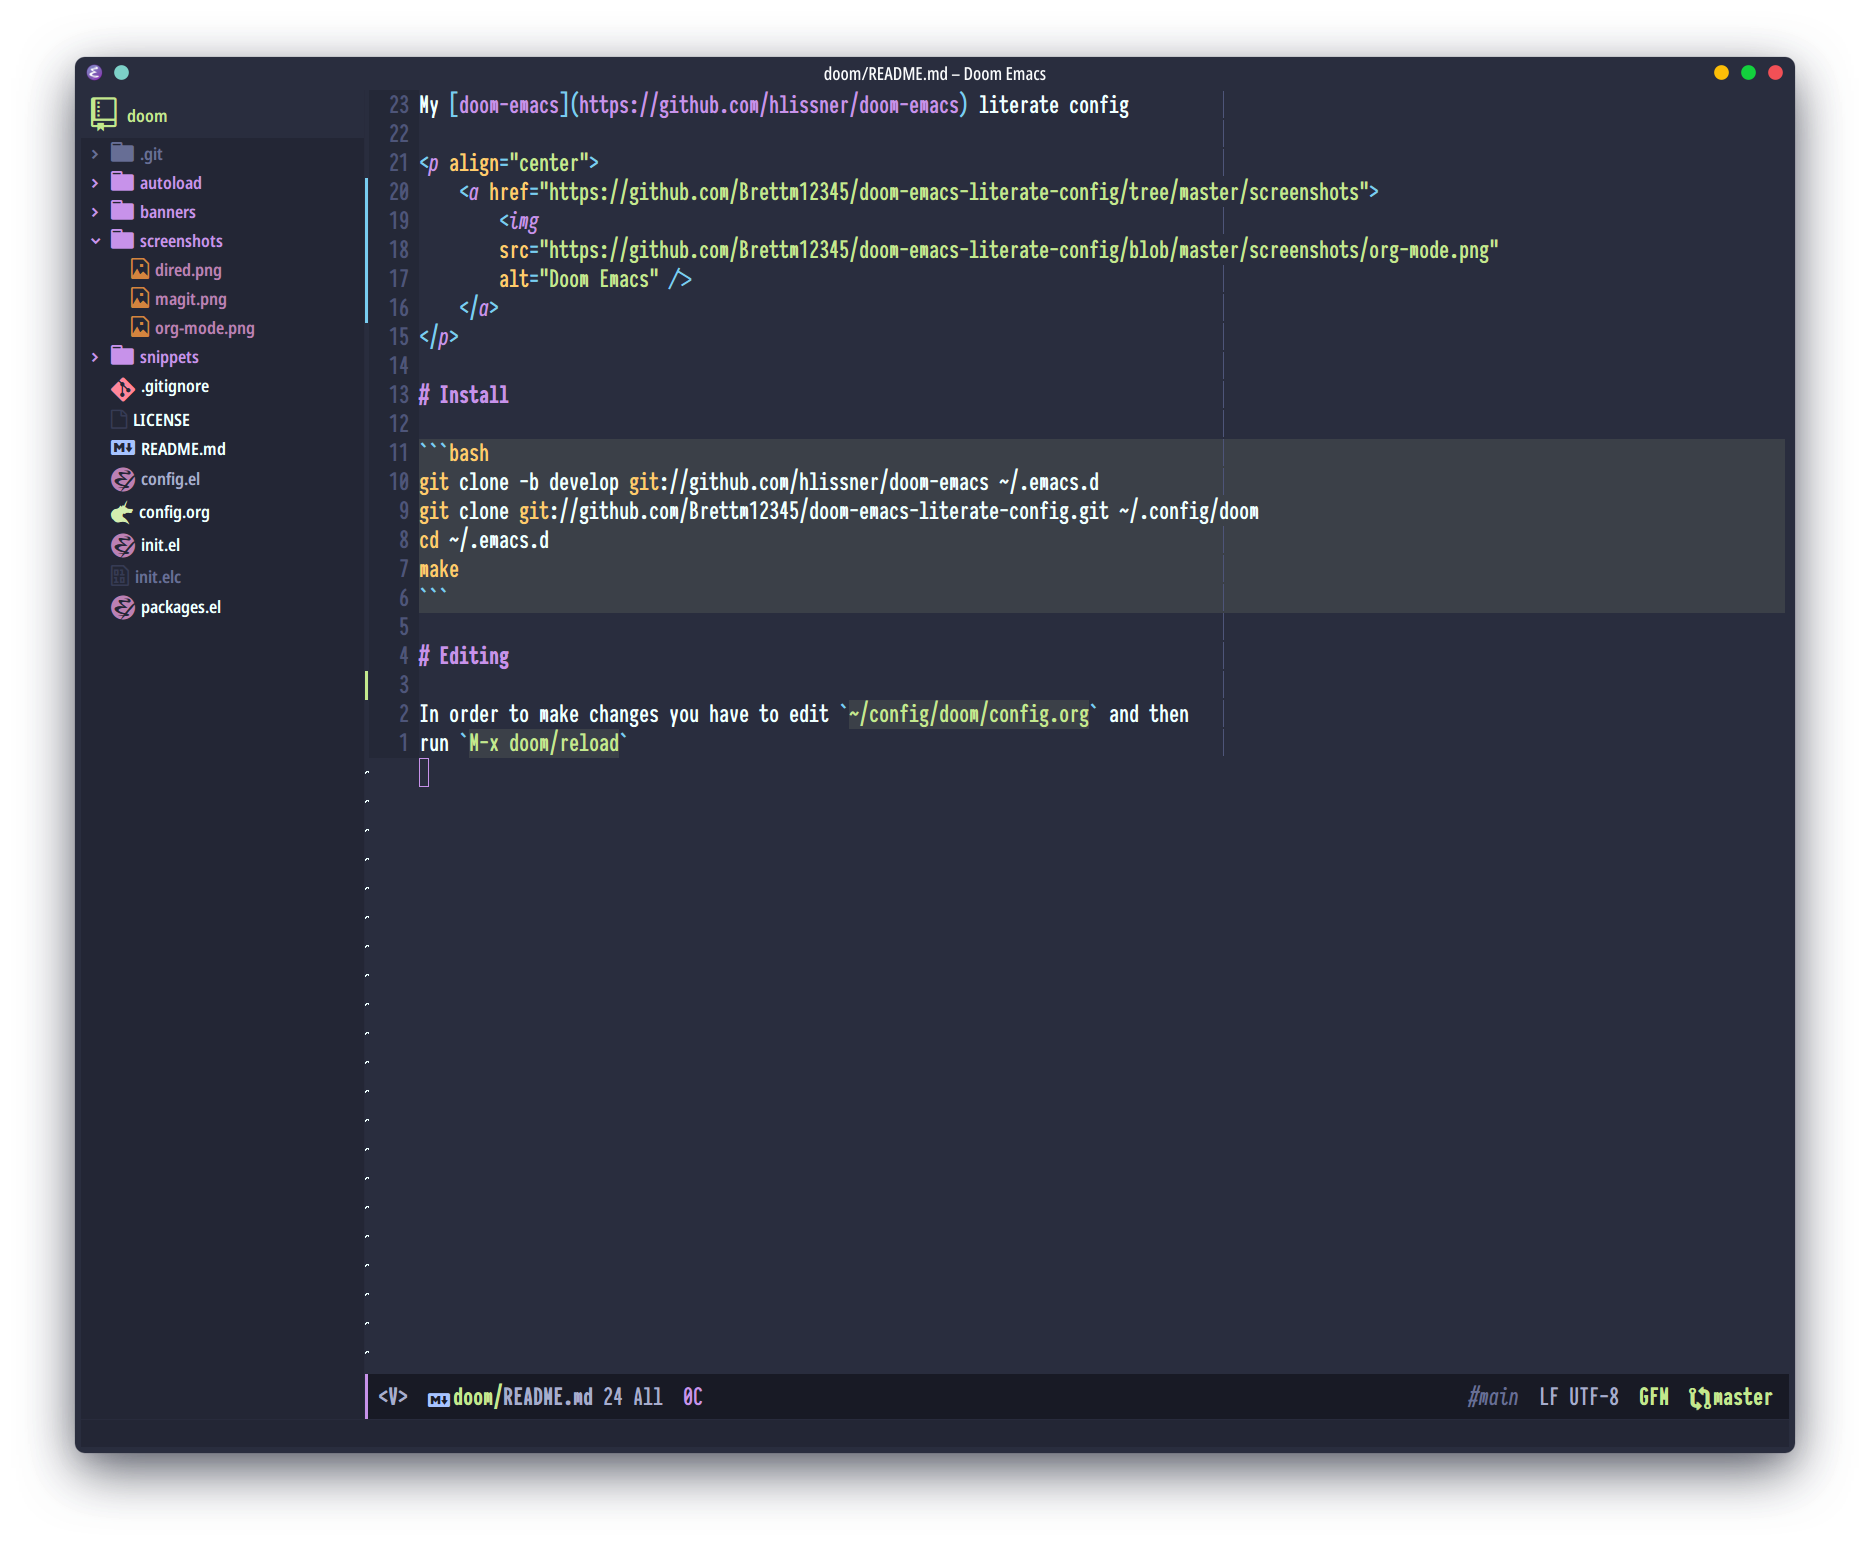 doom/README.md – Doom Emacs
doom
.git
autoload
banners
screenshots
dired.png
magit.png
org-mode.png
snippets
.gitignore
LICENSE
README.md
config.el
config.org
init.el
init.elc
packages.el
23 My [doom-emacs](https://github.com/hlissner/doom-emacs) literate config
22
21 <p align="center">
20 <a href="https://github.com/Brettm12345/doom-emacs-literate-config/tree/master/screenshots">
19 <img
18 src="https://github.com/Brettm12345/doom-emacs-literate-config/blob/master/screenshots/org-mode.png"
17 alt="Doom Emacs" />
16 </a>
15 </p>
14
13 # Install
12
11 ```bash
10 git clone -b develop git://github.com/hlissner/doom-emacs ~/.emacs.d
9 git clone git://github.com/Brettm12345/doom-emacs-literate-config.git ~/.config/doom
8 cd ~/.emacs.d
7 make
6 ```
5
4 # Editing
3
2 In order to make changes you have to edit `~/config/doom/config.org` and then
1 run `M-x doom/reload`
<V> doom/README.md 24 All 0C #main LF UTF-8 GFM master